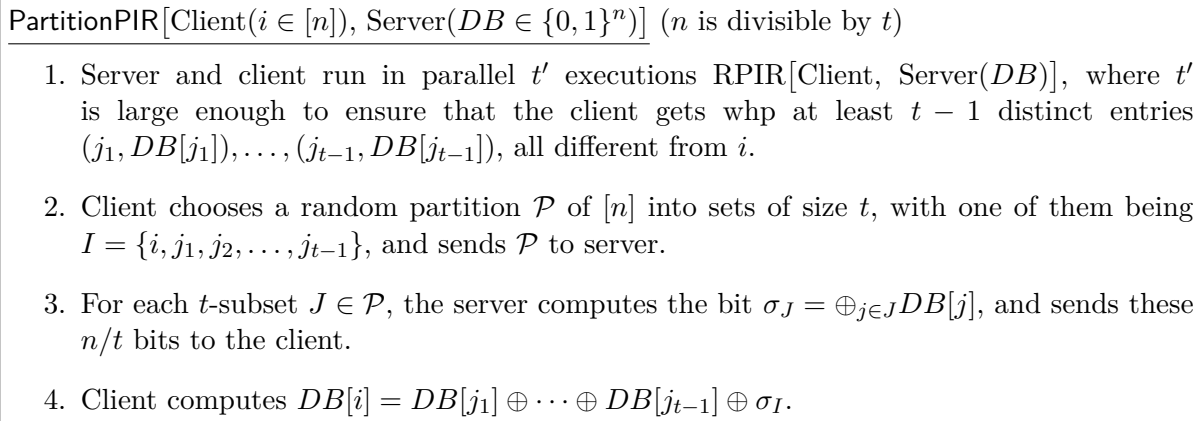 PartitionPIR[Client(i ∈ [n]), Server(DB ∈ {0, 1}^n)] (n is divisible by t)
1. Server and client run in parallel t′ executions RPIR[Client, Server(DB)], where t′
is large enough to ensure that the client gets whp at least t − 1 distinct entries
(j_1, DB[j_1]), . . . , (j_{t−1}, DB[j_{t−1}]), all different from i.
2. Client chooses a random partition 𝒫 of [n] into sets of size t, with one of them being
I = {i, j_1, j_2, . . . , j_{t−1}}, and sends 𝒫 to server.
3. For each t-subset J ∈ 𝒫, the server computes the bit σ_J = ⊕_{j∈J} DB[j], and sends these
n/t bits to the client.
4. Client computes DB[i] = DB[j_1] ⊕ · · · ⊕ DB[j_{t−1}] ⊕ σ_I.